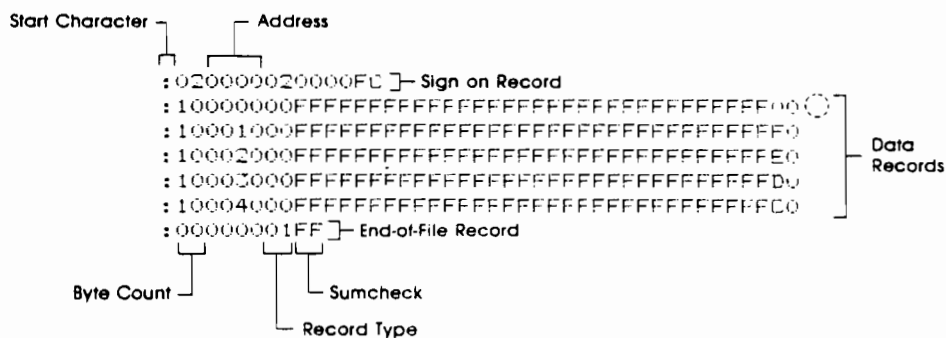 Start Character Address
:020000020000FC Sign on Record
:10000000FFFFFFFFFFFFFFFFFFFFFFFFFFFFFFFF00
:10001000FFFFFFFFFFFFFFFFFFFFFFFFFFFFFFFFF0
:10002000FFFFFFFFFFFFFFFFFFFFFFFFFFFFFFFFE0
:10003000FFFFFFFFFFFFFFFFFFFFFFFFFFFFFFFFD0
:10004000FFFFFFFFFFFFFFFFFFFFFFFFFFFFFFFFC0
Data
Records
:00000001FF End-of-File Record
Byte Count Sumcheck
Record Type